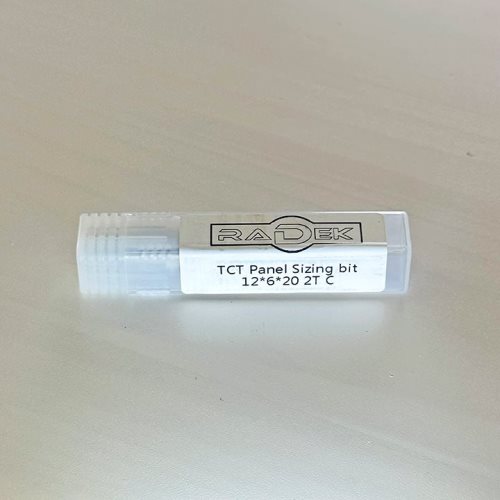 RADEK
TCT Panel Sizing bit
12*6*20 2T C